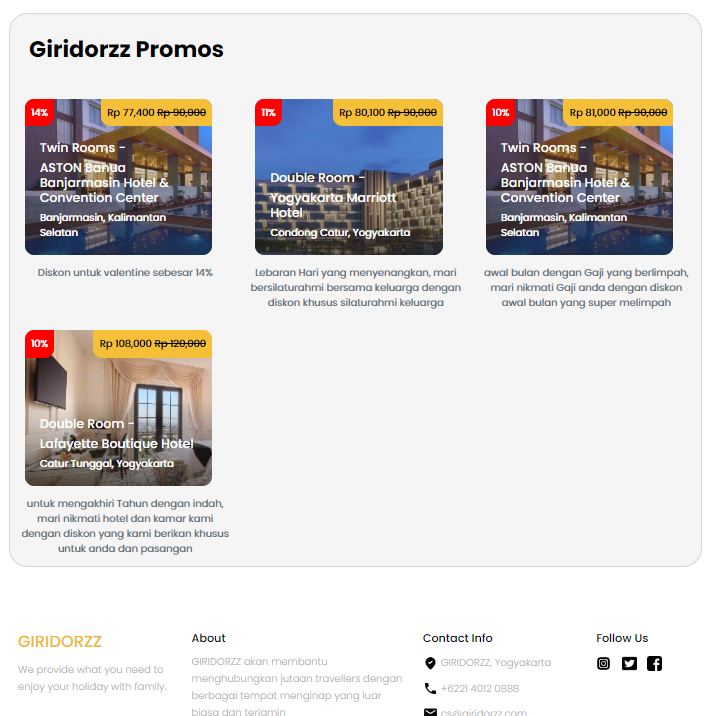 Giridorzz Promos
14%
Rp 77,400 Rp 90,000
Twin Rooms -
ASTON Banua
Banjarmasin Hotel &
Convention Center
Banjarmasin, Kalimantan
Selatan
Diskon untuk valentine sebesar 14%
11%
Rp 80,100 Rp 90,000
Double Room -
Yogyakarta Marriott
Hotel
Condong Catur, Yogyakarta
Lebaran Hari yang menyenangkan, mari
bersilaturahmi bersama keluarga dengan
diskon khusus silaturahmi keluarga
10%
Rp 81,000 Rp 90,000
Twin Rooms -
ASTON Banua
Banjarmasin Hotel &
Convention Center
Banjarmasin, Kalimantan
Selatan
awal bulan dengan Gaji yang berlimpah,
mari nikmati Gaji anda dengan diskon
awal bulan yang super melimpah
10%
Rp 108,000 Rp 120,000
Double Room -
Lafayette Boutique Hotel
Catur Tunggal, Yogyakarta
untuk mengakhiri Tahun dengan indah,
mari nikmati hotel dan kamar kami
dengan diskon yang kami berikan khusus
untuk anda dan pasangan
GIRIDORZZ
We provide what you need to
enjoy your holiday with family.
About
GIRIDORZZ akan membantu
menghubungkan jutaan travellers dengan
berbagai tempat menginap yang luar
biasa dan terjamin
Contact Info
GIRIDORZZ, Yogyakarta
+6221 4012 0888
cs@giridorzz.com
Follow Us